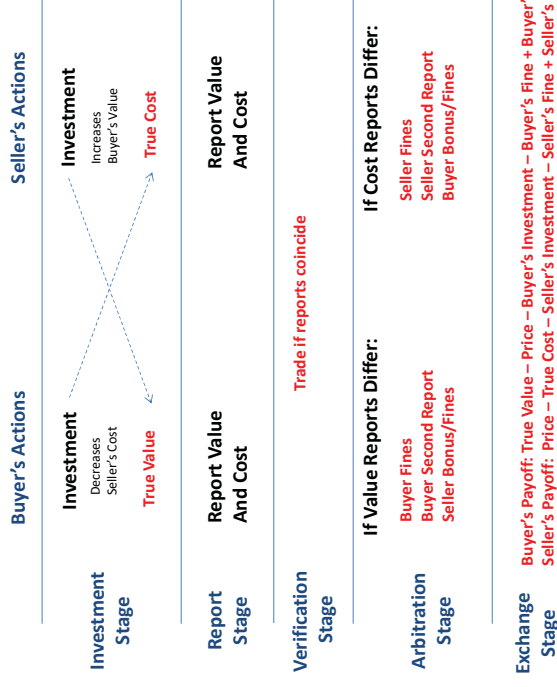 Buyer's Actions
Seller's Actions
Investment
Stage
Investment
Decreases
Seller's Cost
True Value
Investment
Increases
Buyer's Value
True Cost
Report
Stage
Report Value
And Cost
Report Value
And Cost
Verification
Stage
Trade if reports coincide
Arbitration
Stage
If Value Reports Differ:
Buyer Fines
Buyer Second Report
Seller Bonus/Fines
If Cost Reports Differ:
Seller Fines
Seller Second Report
Buyer Bonus/Fines
Exchange
Stage
Buyer's Payoff: True Value – Price – Buyer's Investment – Buyer's Fine + Buyer'
Seller's Payoff: Price – True Cost – Seller's Investment – Seller's Fine + Seller's